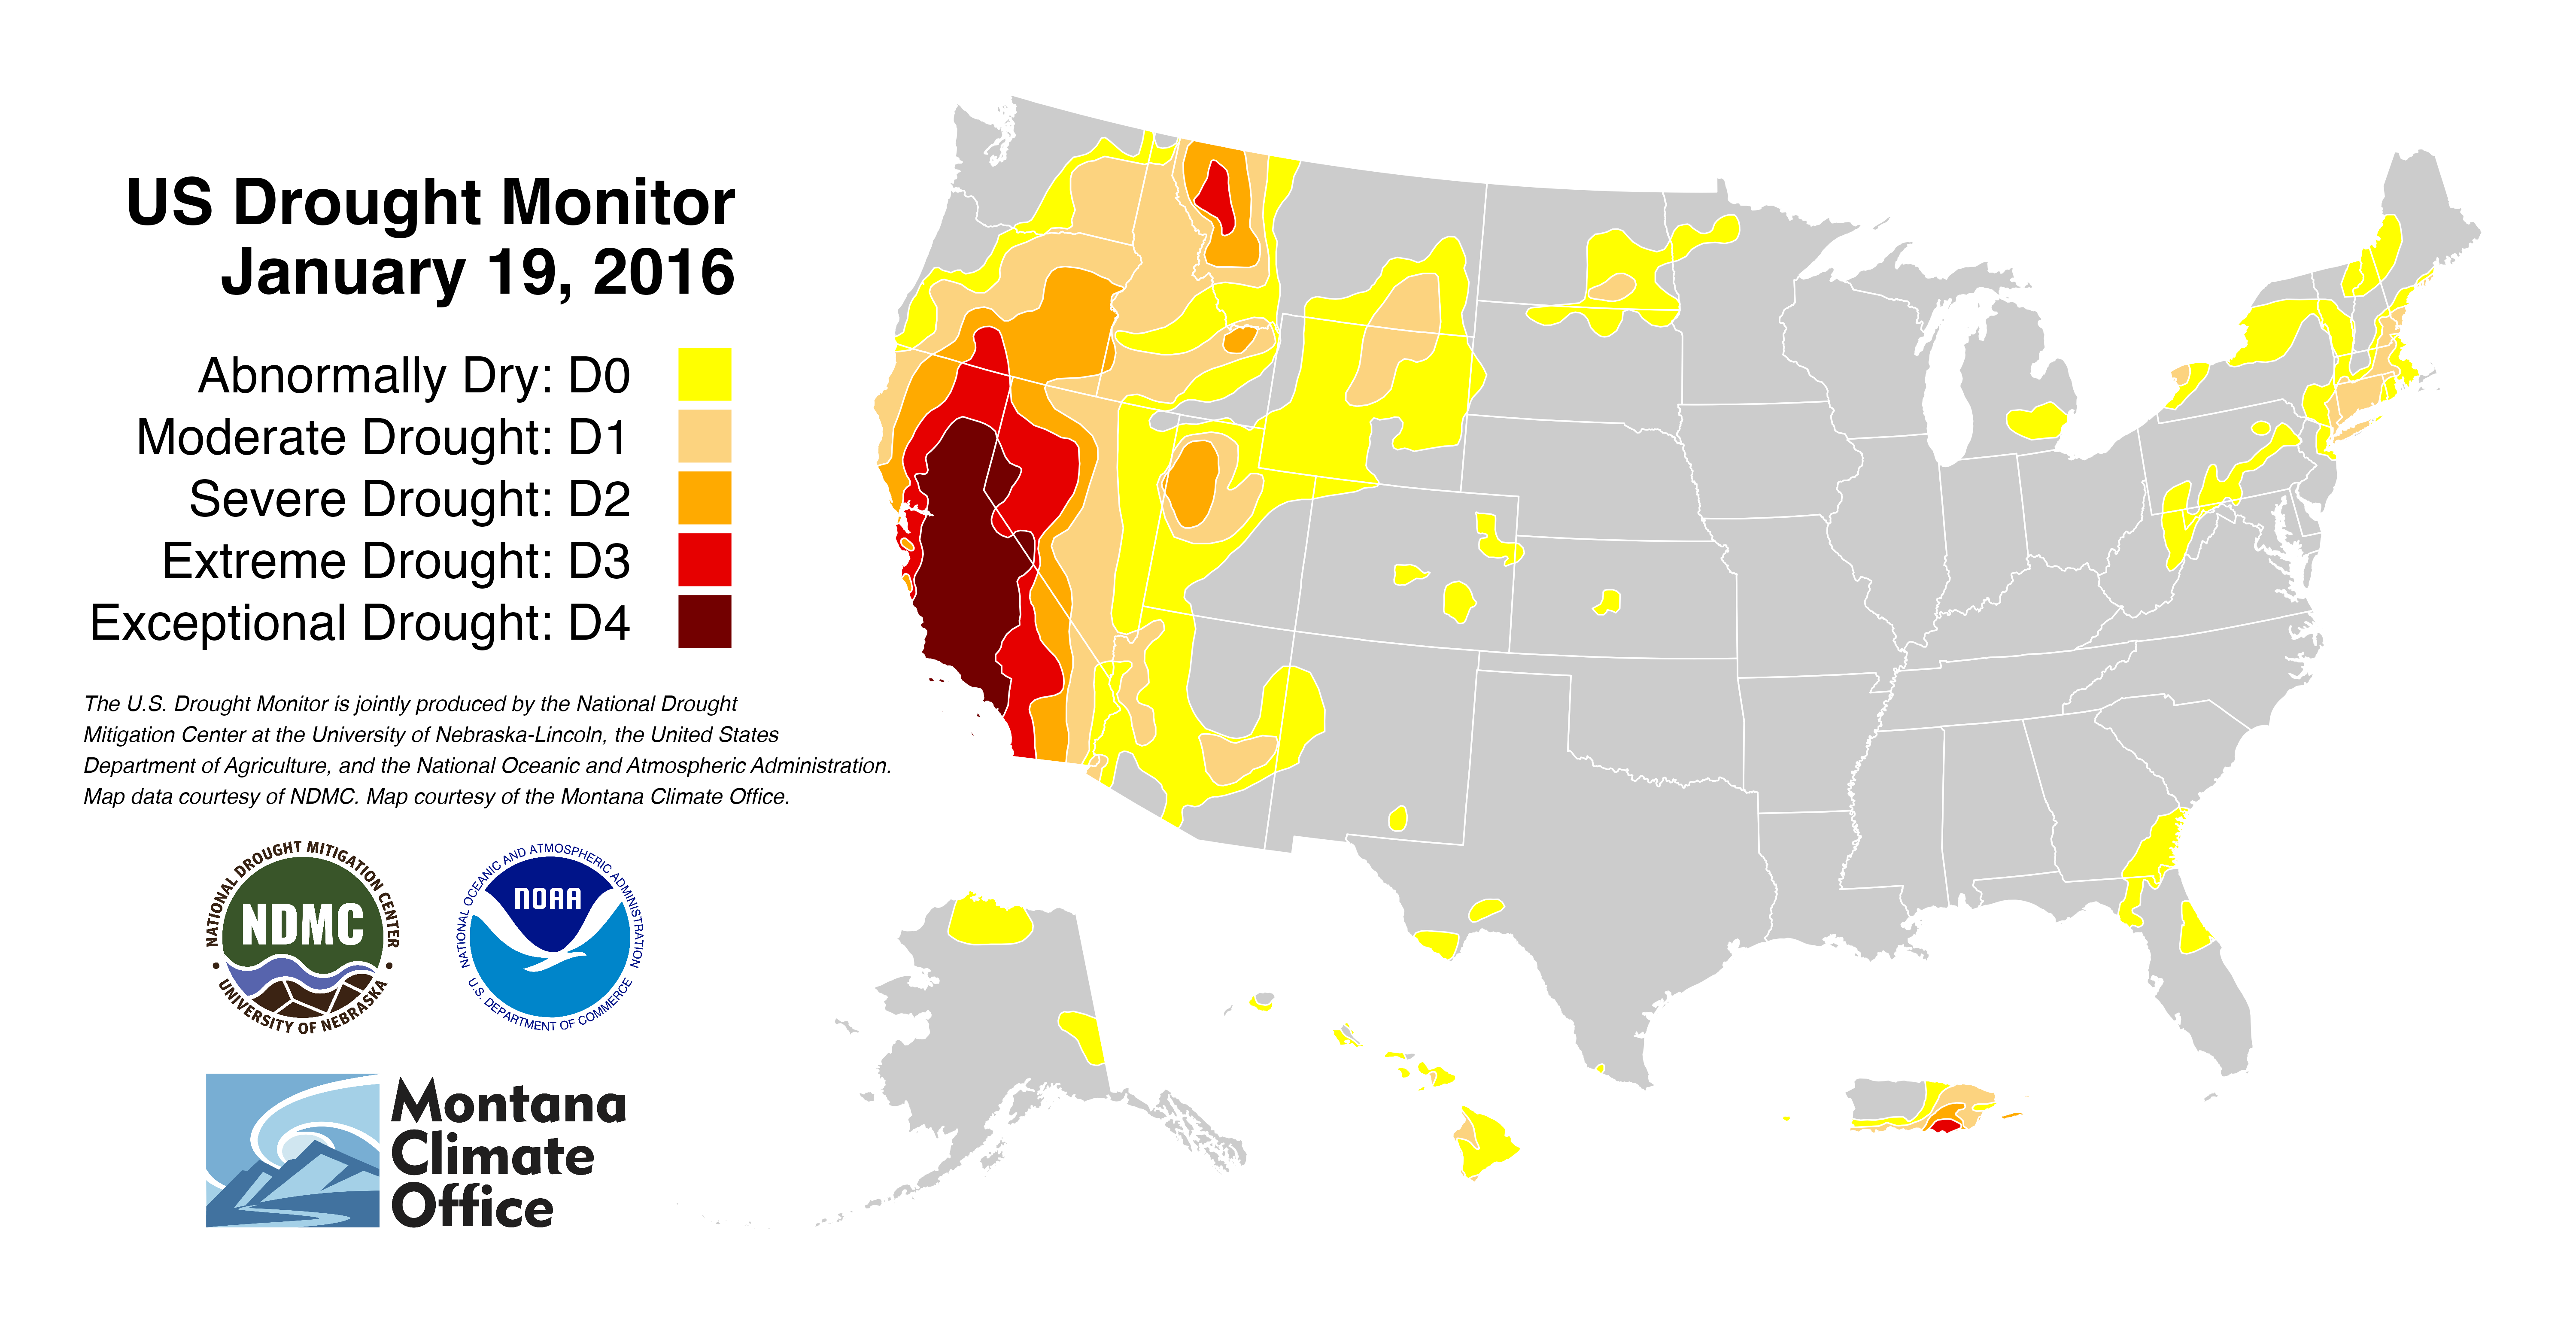 US Drought Monitor
January 19, 2016
Abnormally Dry: D0
Moderate Drought: D1
Severe Drought: D2
Extreme Drought: D3
Exceptional Drought: D4
The U.S. Drought Monitor is jointly produced by the National Drought
Mitigation Center at the University of Nebraska-Lincoln, the United States
Department of Agriculture, and the National Oceanic and Atmospheric Administration.
Map data courtesy of NDMC. Map courtesy of the Montana Climate Office.
NATIONAL DROUGHT MITIGATION CENTER
NDMC
UNIVERSITY OF NEBRASKA
NATIONAL OCEANIC AND ATMOSPHERIC ADMINISTRATION
NOAA
U.S. DEPARTMENT OF COMMERCE
Montana
Climate
Office